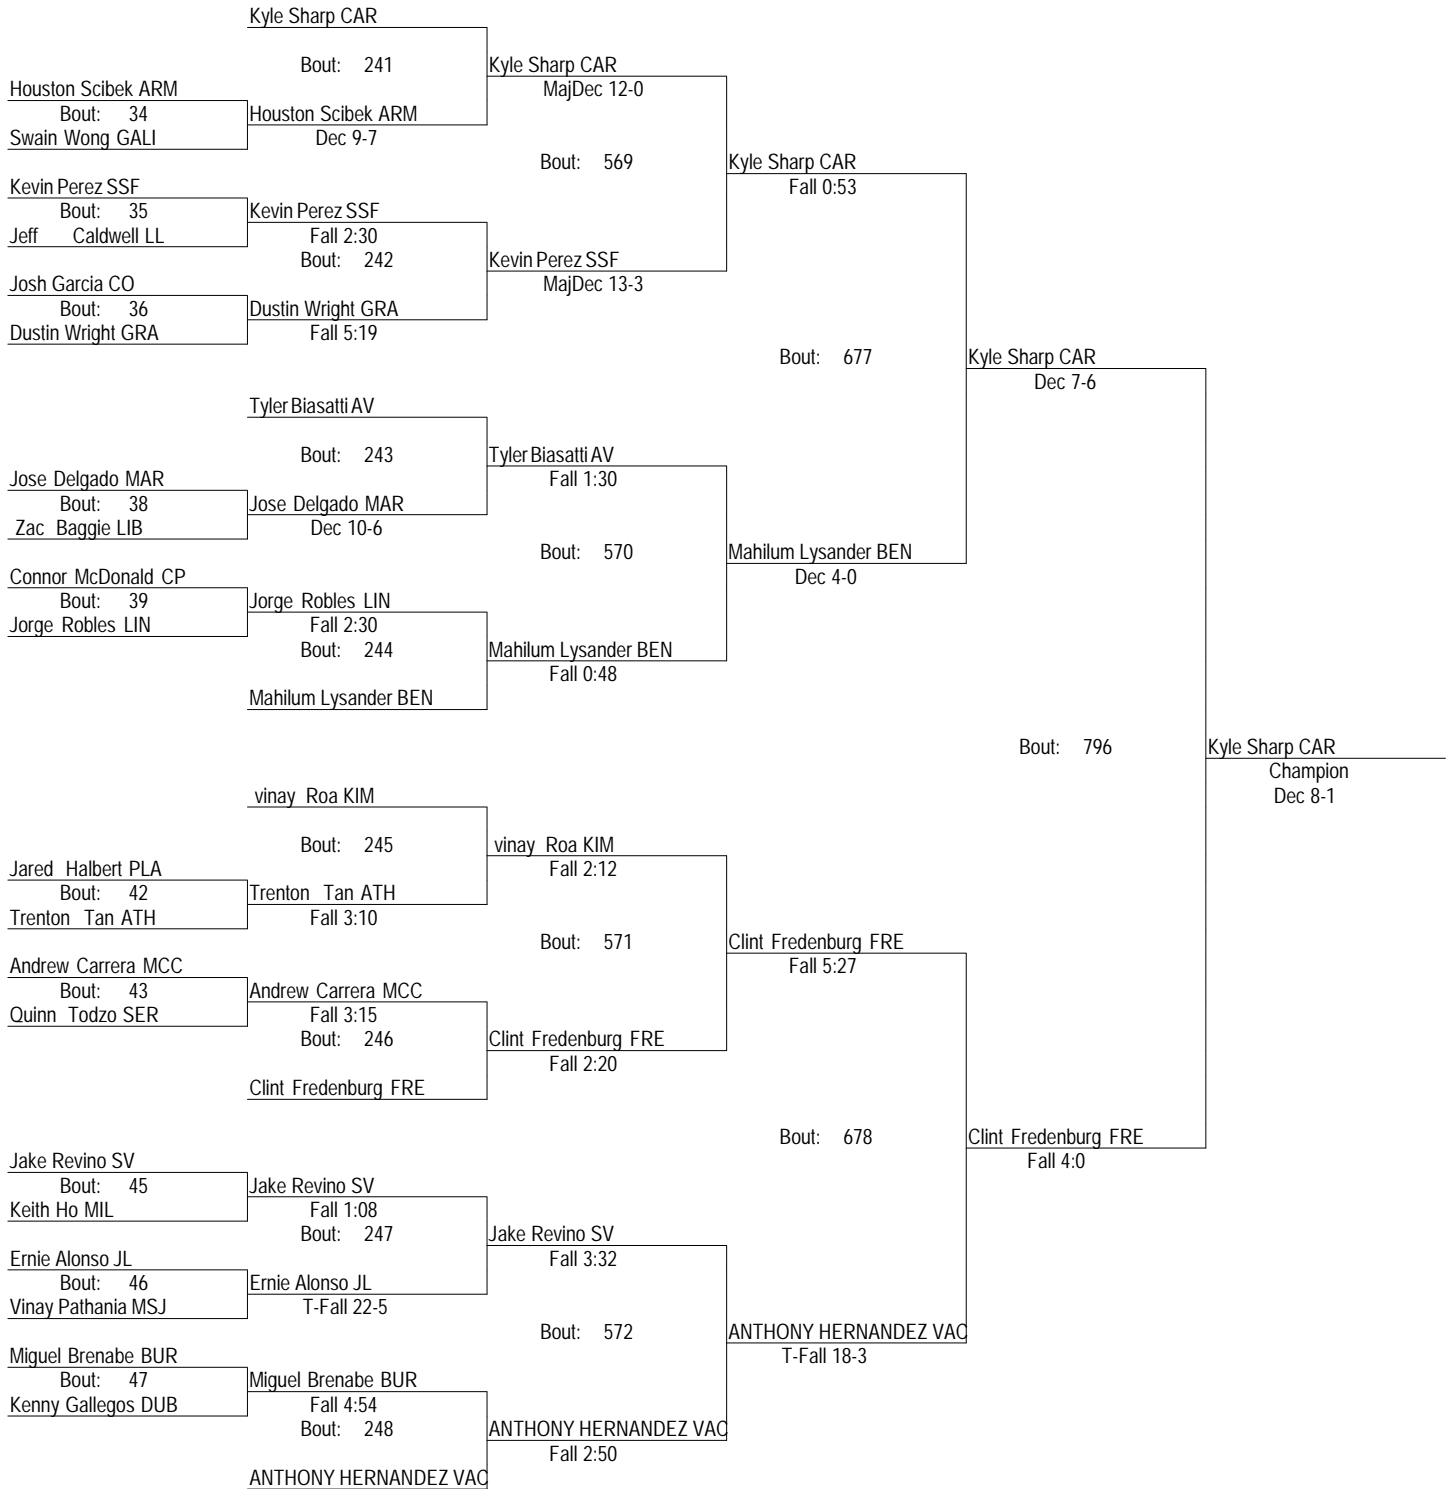 Kyle Sharp CAR
Bout: 241
Kyle Sharp CAR
MajDec 12-0
Houston Scibek ARM
Bout: 34
Houston Scibek ARM
Swain Wong GALI
Dec 9-7
Bout: 569
Kyle Sharp CAR
Fall 0:53
Kevin Perez SSF
Bout: 35
Kevin Perez SSF
Jeff Caldwell LL
Fall 2:30
Bout: 242
Kevin Perez SSF
MajDec 13-3
Josh Garcia CO
Bout: 36
Dustin Wright GRA
Dustin Wright GRA
Fall 5:19
Bout: 677
Kyle Sharp CAR
Dec 7-6
Tyler Biasatti AV
Bout: 243
Tyler Biasatti AV
Fall 1:30
Jose Delgado MAR
Bout: 38
Jose Delgado MAR
Zac Baggie LIB
Dec 10-6
Bout: 570
Mahilum Lysander BEN
Dec 4-0
Connor McDonald CP
Bout: 39
Jorge Robles LIN
Jorge Robles LIN
Fall 2:30
Bout: 244
Mahilum Lysander BEN
Fall 0:48
Mahilum Lysander BEN
Bout: 796
Kyle Sharp CAR
Champion
Dec 8-1
vinay Roa KIM
Bout: 245
vinay Roa KIM
Fall 2:12
Jared Halbert PLA
Bout: 42
Trenton Tan ATH
Trenton Tan ATH
Fall 3:10
Bout: 571
Clint Fredenburg FRE
Fall 5:27
Andrew Carrera MCC
Bout: 43
Andrew Carrera MCC
Quinn Todzo SER
Fall 3:15
Bout: 246
Clint Fredenburg FRE
Fall 2:20
Clint Fredenburg FRE
Bout: 678
Clint Fredenburg FRE
Fall 4:0
Jake Revino SV
Bout: 45
Jake Revino SV
Keith Ho MIL
Fall 1:08
Bout: 247
Jake Revino SV
Fall 3:32
Ernie Alonso JL
Bout: 46
Ernie Alonso JL
Vinay Pathania MSJ
T-Fall 22-5
Bout: 572
ANTHONY HERNANDEZ VAC
T-Fall 18-3
Miguel Brenabe BUR
Bout: 47
Miguel Brenabe BUR
Kenny Gallegos DUB
Fall 4:54
Bout: 248
ANTHONY HERNANDEZ VAC
Fall 2:50
ANTHONY HERNANDEZ VAC